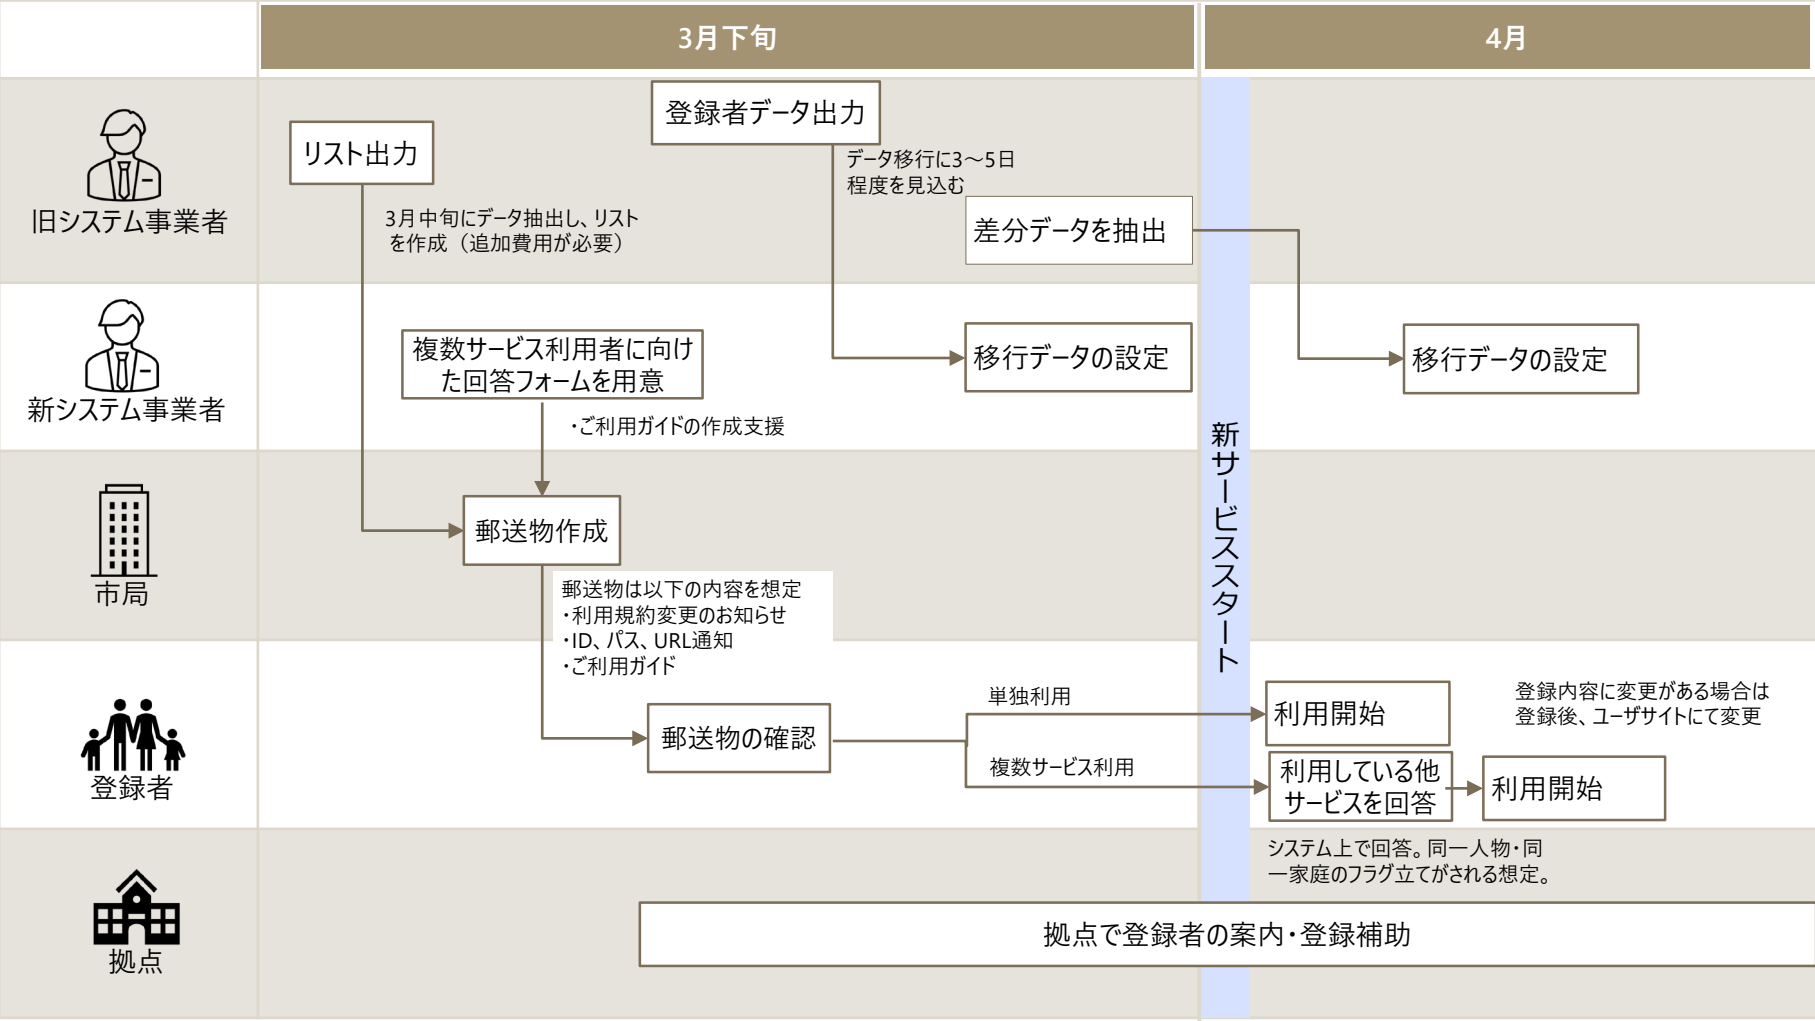 3月下旬
4月
旧システム事業者
リスト出力
3月中旬にデータ抽出し、リスト
を作成（追加費用が必要）
登録者データ出力
データ移行に3～5日
程度を見込む
差分データを抽出
新システム事業者
複数サービス利用者に向け
た回答フォームを用意
・ご利用ガイドの作成支援
移行データの設定
移行データの設定
新サービススタート
市局
郵送物作成
郵送物は以下の内容を想定
・利用規約変更のお知らせ
・ID、パス、URL通知
・ご利用ガイド
登録者
郵送物の確認
単独利用
複数サービス利用
利用開始
登録内容に変更がある場合は
登録後、ユーザサイトにて変更
利用している他
サービスを回答
利用開始
システム上で回答。同一人物・同
一家庭のフラグ立てがされる想定。
拠点
拠点で登録者の案内・登録補助